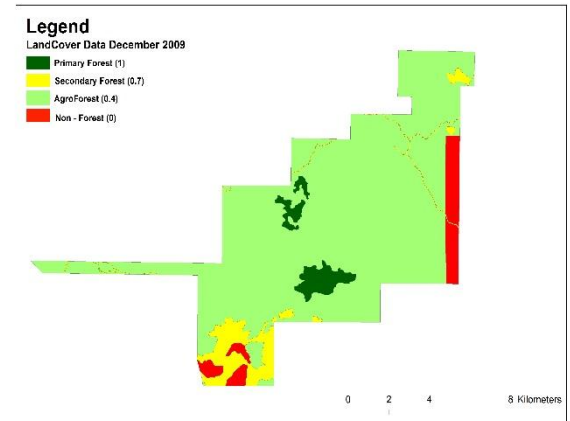 Legend
LandCover Data December 2009
Primary Forest (1)
Secondary Forest (0.7)
AgroForest (0.4)
Non - Forest (0)
0 2 4 8 Kilometers